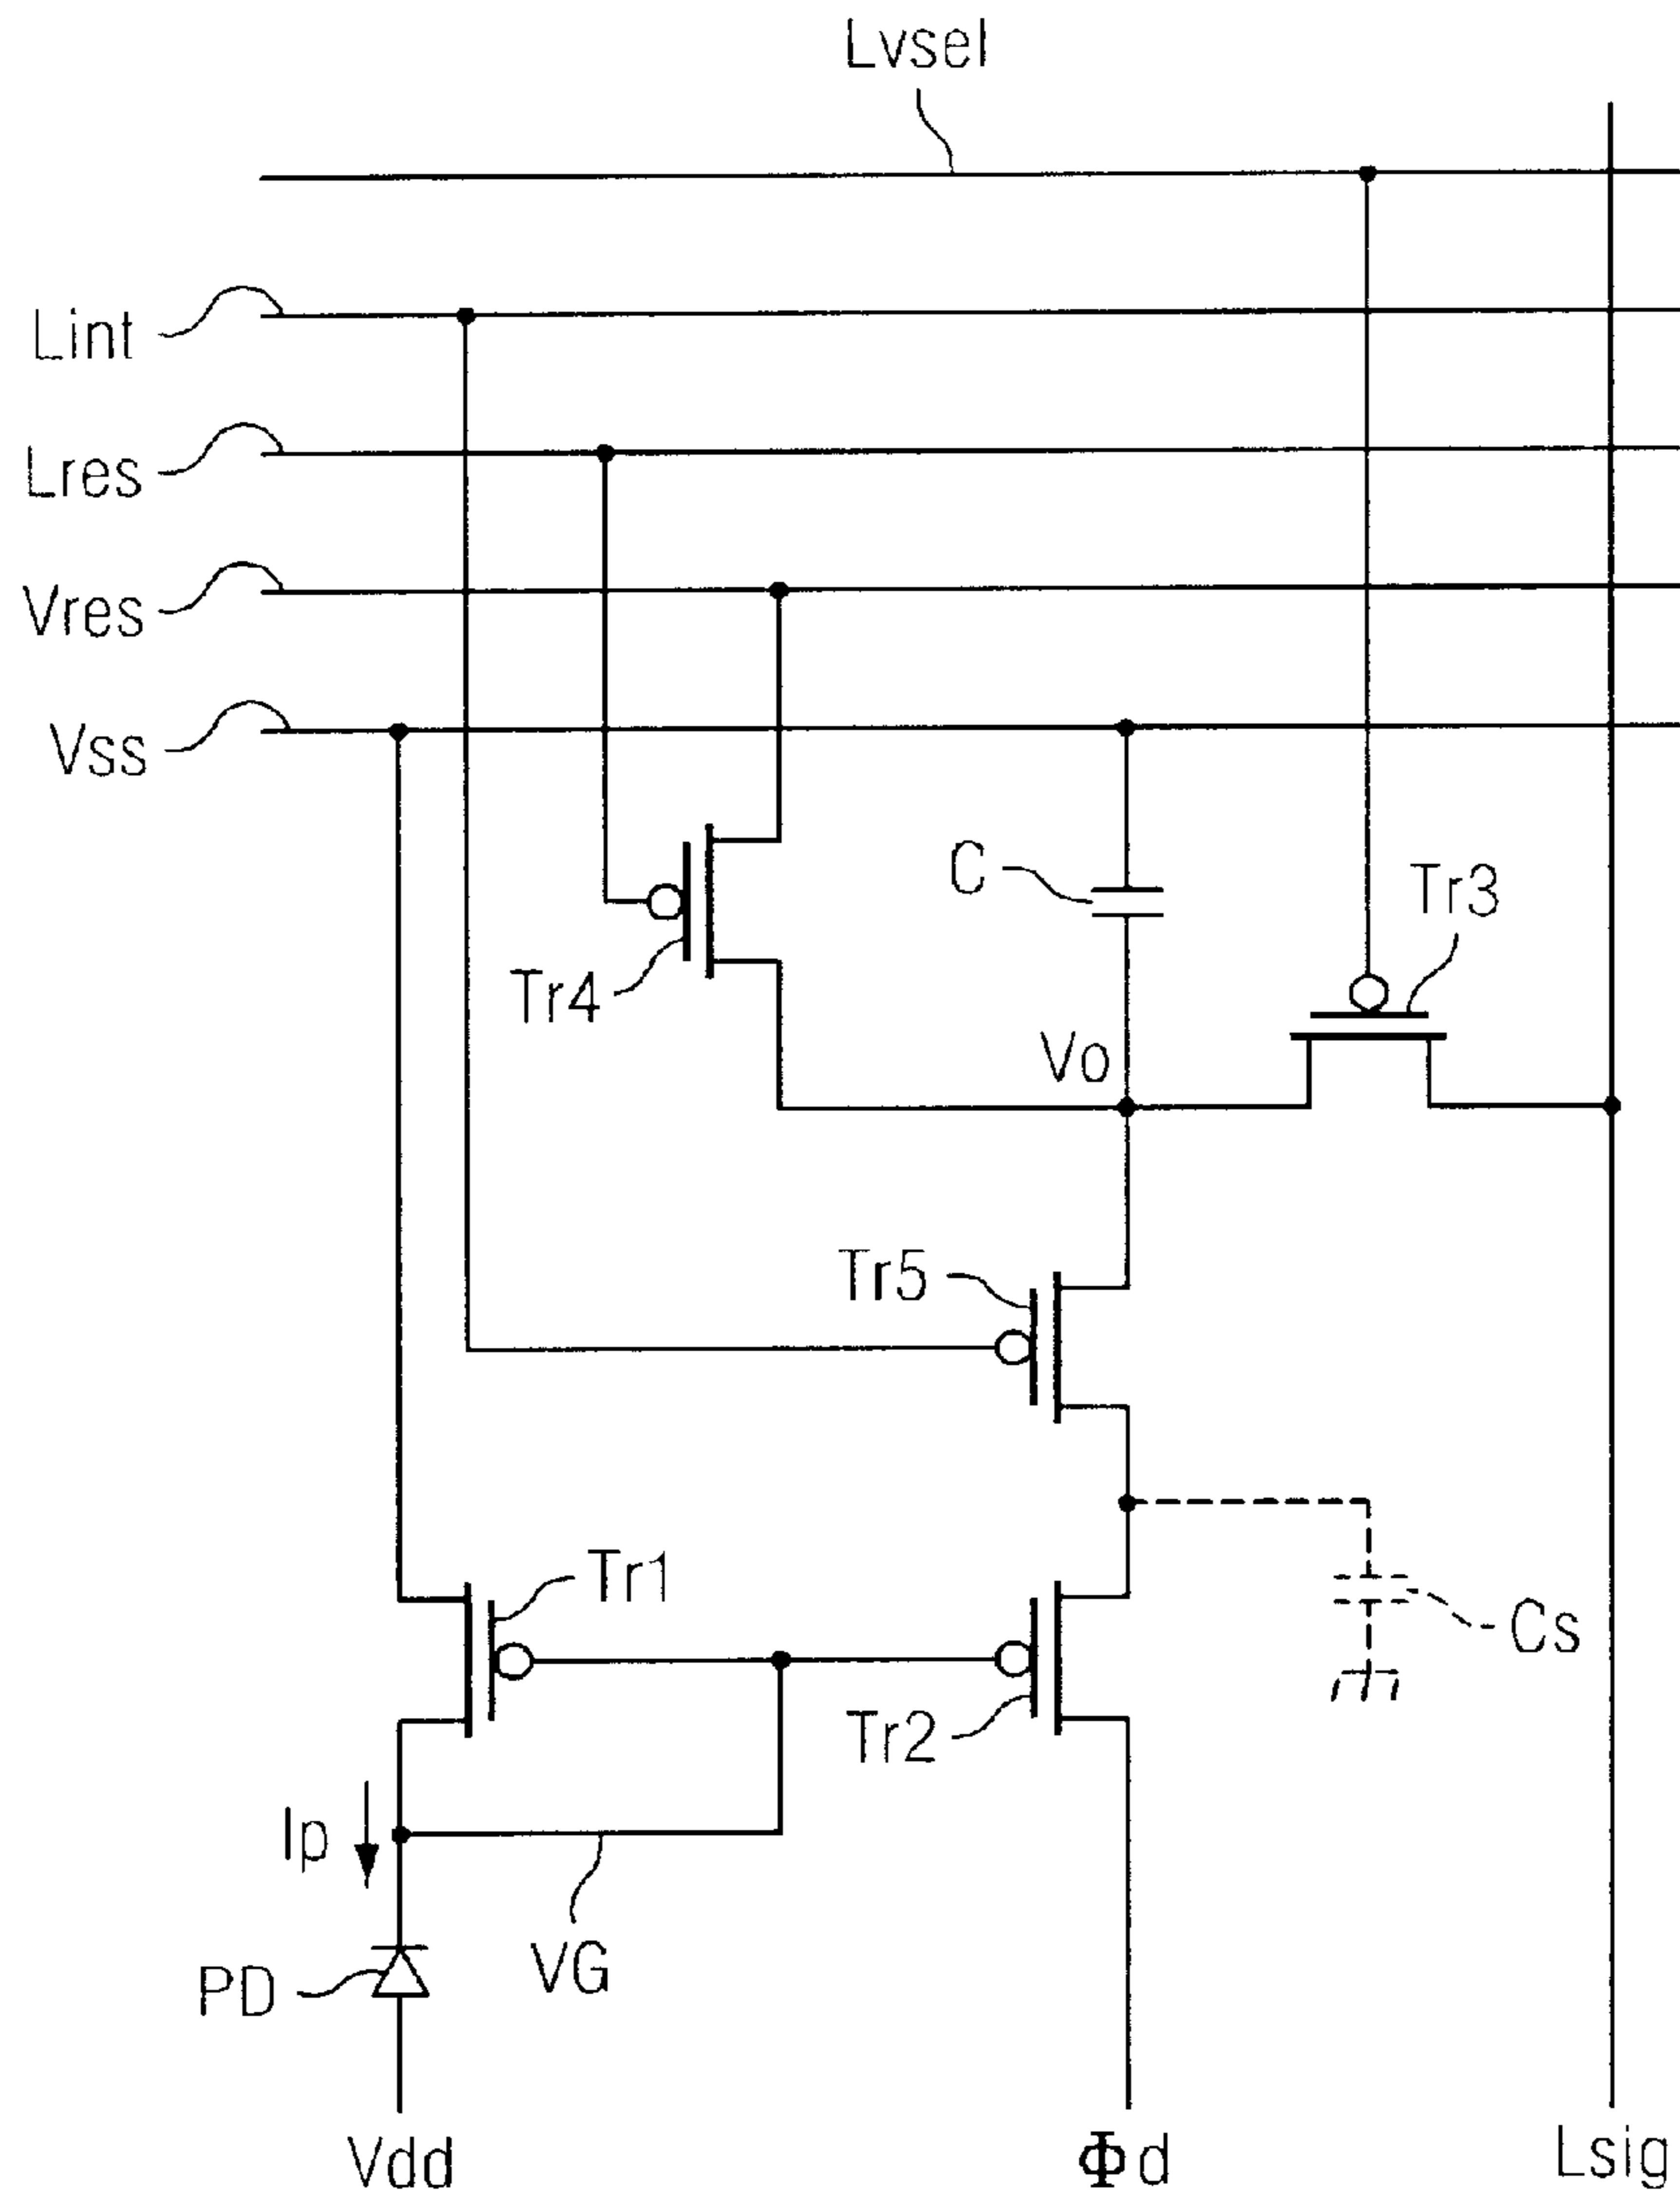 Lvsel
Lint
Lres
Vres
Vss
C
Tr3
Tr4
Vo
Tr5
Tr1
Cs
Tr2
Ip
VG
PD
Vdd
Φd
Lsig